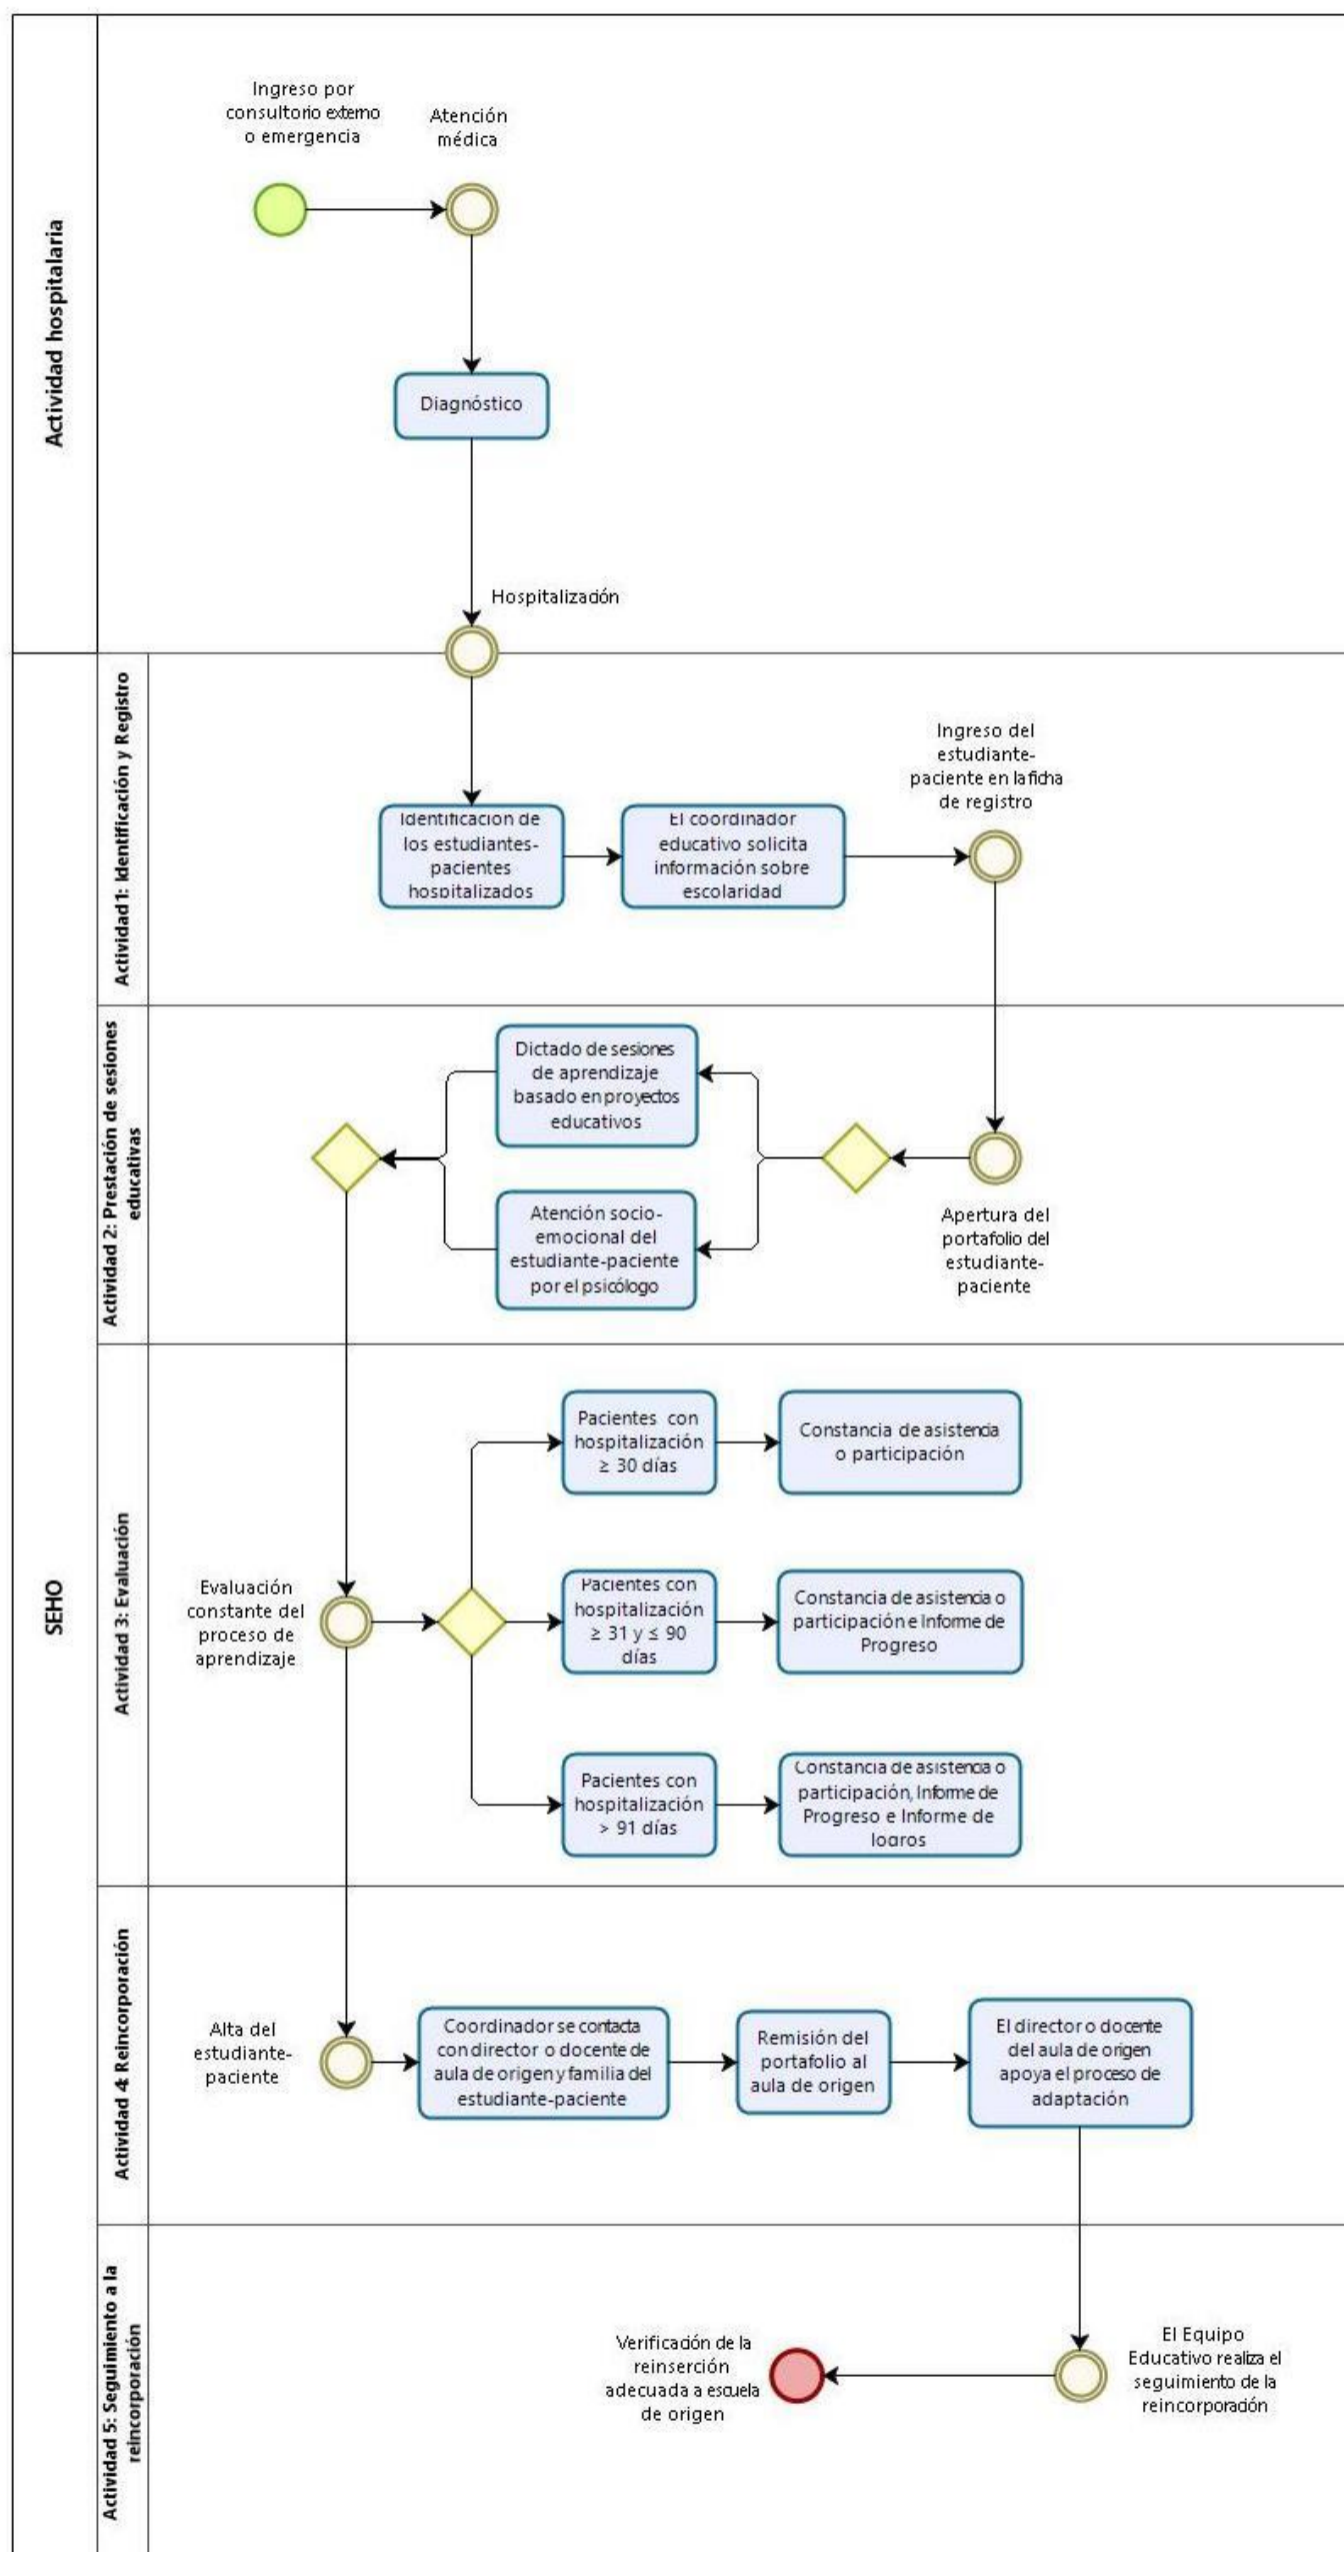 Actividad hospitalaria
Ingreso por
consultorio externo
o emergencia
Atención
médica
Diagnóstico
Hospitalización
SEHO
Actividad 1: Identificación y Registro
Identificación de
los estudiantes-
pacientes
hospitalizados
El coordinador
educativo solicita
información sobre
escolaridad
Ingreso del
estudiante-
paciente en la ficha
de registro
Actividad 2: Prestación de sesiones
educativas
Dictado de sesiones
de aprendizaje
basado en proyectos
educativos
Atención socio-
emocional del
estudiante-paciente
por el psicólogo
Apertura del
portafolio del
estudiante-
paciente
Actividad 3: Evaluación
Evaluación
constante del
proceso de
aprendizaje
Pacientes con
hospitalización
≥ 30 días
Constancia de asistencia
o participación
Pacientes con
hospitalización
≥ 31 y ≤ 90
días
Constancia de asistencia o
participación e Informe de
Progreso
Pacientes con
hospitalización
> 91 días
Constancia de asistencia o
participación, Informe de
Progreso e Informe de
logros
Actividad 4: Reincorporación
Alta del
estudiante-
paciente
Coordinador se contacta
con director o docente de
aula de origen y familia del
estudiante-paciente
Remisión del
portafolio al
aula de origen
El director o docente
del aula de origen
apoya el proceso de
adaptación
Actividad 5: Seguimiento a la
reincorporación
Verificación de la
reinserción
adecuada a escuela
de origen
El Equipo
Educativo realiza el
seguimiento de la
reincorporación